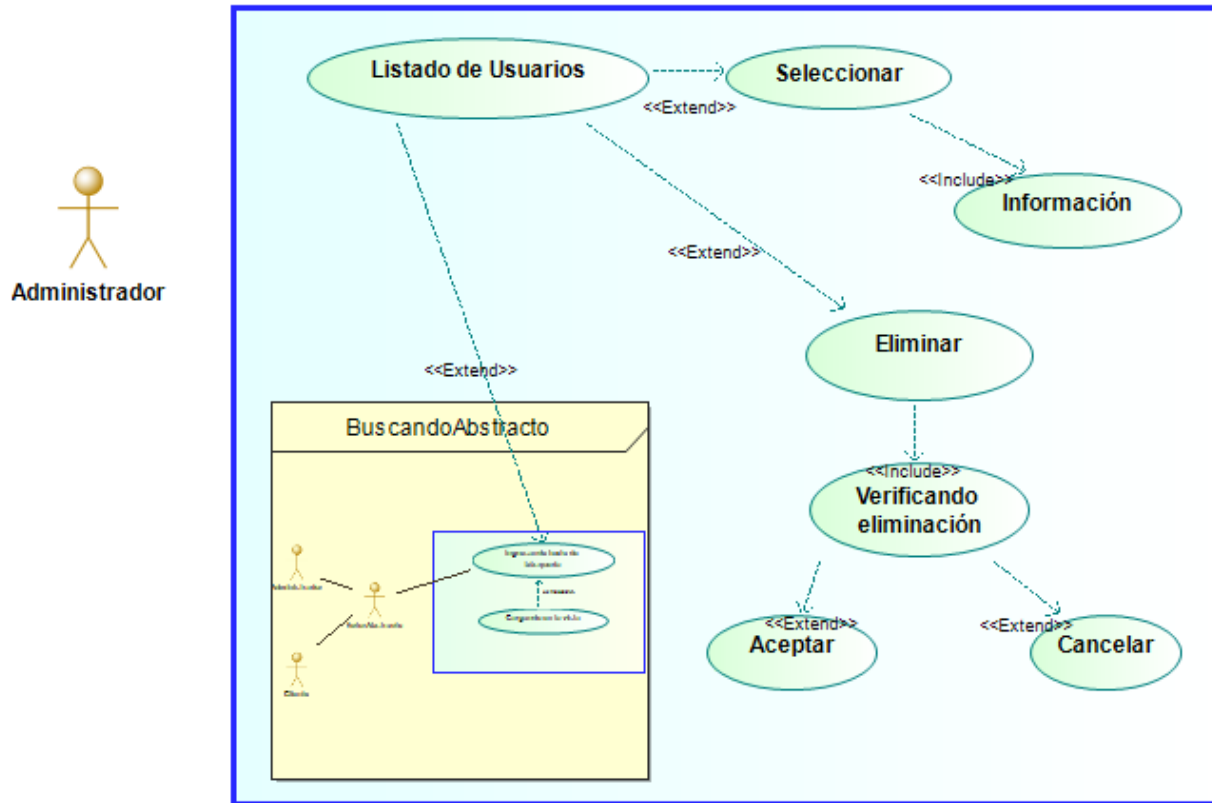 Listado de Usuarios
Seleccionar
<<Extend>>
<<Include>>
Información
<<Extend>>
Administrador
Eliminar
<<Extend>>
BuscandoAbstracto
<<Include>>
Verificando
eliminación
<<Extend>>
Aceptar
<<Extend>>
Cancelar